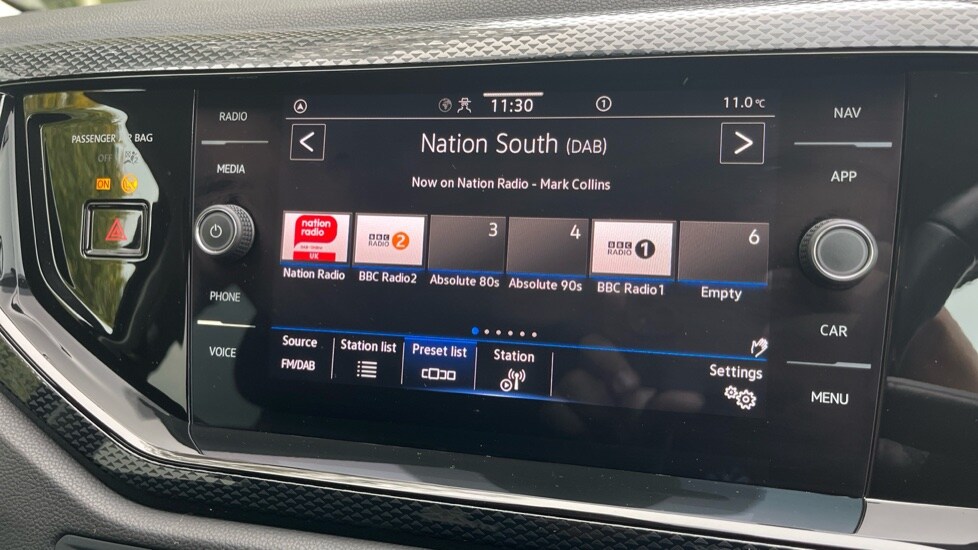 RADIO
MEDIA
PHONE
VOICE
PASSENGER AIR BAG
OFF
ON
11:30
1
11.0 °C
<
Nation South (DAB)
>
Now on Nation Radio - Mark Collins
nation
radio
UK
Nation Radio
BBC
RADIO 2
BBC Radio2
3
Absolute 80s
4
Absolute 90s
BBC
RADIO 1
BBC Radio1
6
Empty
Source
FM/DAB
Station list
Preset list
Station
Settings
NAV
APP
CAR
MENU